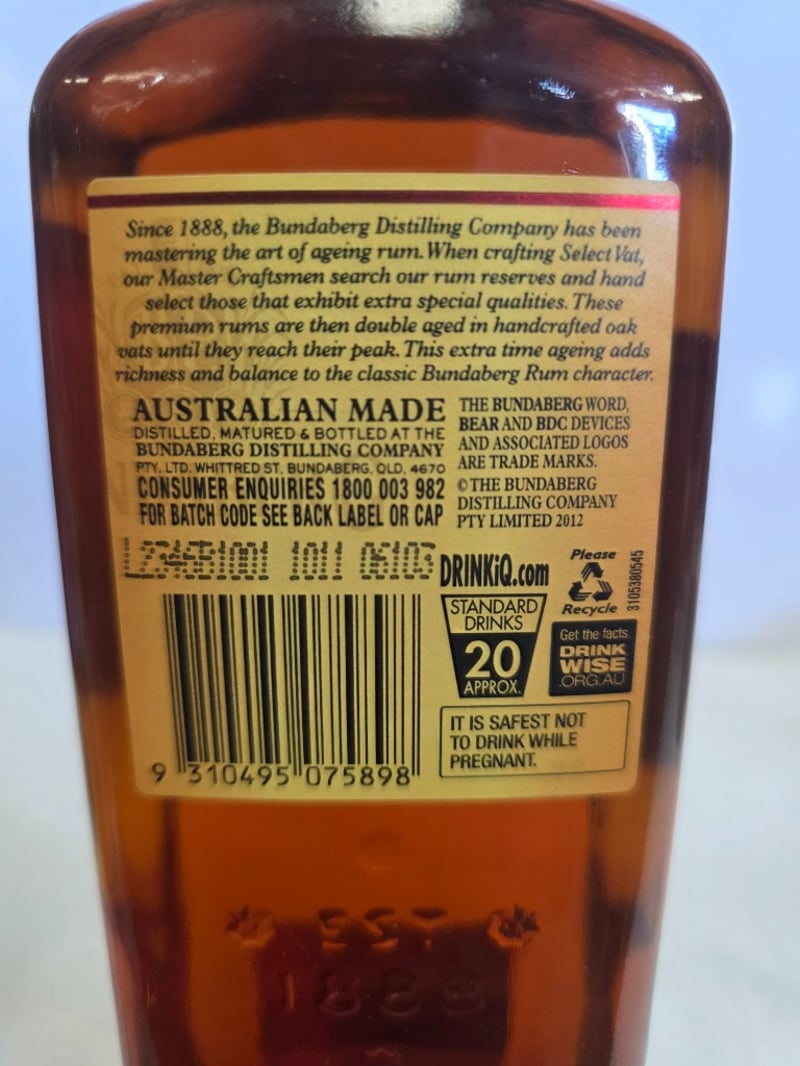 Since 1888, the Bundaberg Distilling Company has been
mastering the art of ageing rum. When crafting Select Vat,
our Master Craftsmen search our rum reserves and hand
select those that exhibit extra special qualities. These
premium rums are then double aged in handcrafted oak
vats until they reach their peak. This extra time ageing adds
richness and balance to the classic Bundaberg Rum character.
AUSTRALIAN MADE
DISTILLED, MATURED & BOTTLED AT THE
BUNDABERG DISTILLING COMPANY
PTY. LTD. WHITTRED ST. BUNDABERG, QLD. 4670
CONSUMER ENQUIRIES 1800 003 982
FOR BATCH CODE SEE BACK LABEL OR CAP
THE BUNDABERG WORD,
BEAR AND BDC DEVICES
AND ASSOCIATED LOGOS
ARE TRADE MARKS.
© THE BUNDABERG
DISTILLING COMPANY
PTY LIMITED 2012
DRINKiQ.com
Please
Recycle
3105380545
STANDARD
DRINKS
20
APPROX.
Get the facts
DRINK
WISE
.ORG.AU
IT IS SAFEST NOT
TO DRINK WHILE
PREGNANT.
9 310495 075898
EST
1888